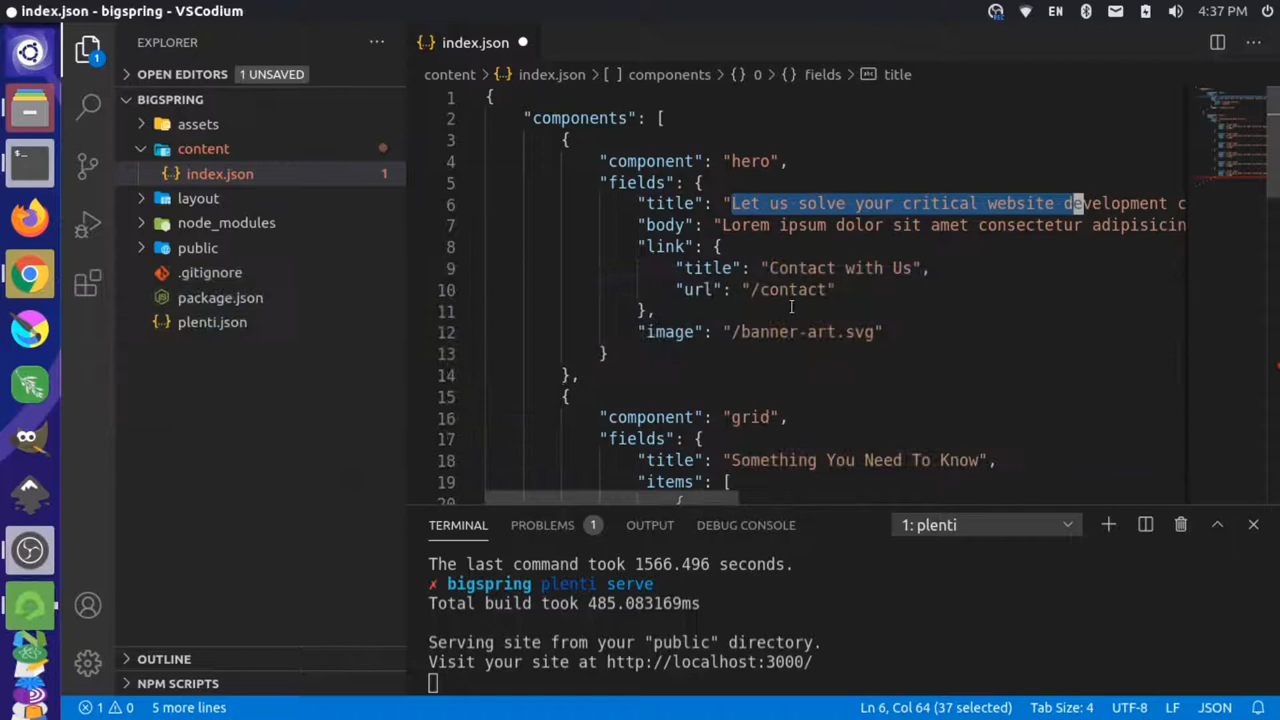 index.json - bigspring - VSCodium
EN
4:37 PM
EXPLORER
OPEN EDITORS 1 UNSAVED
BIGSPRING
assets
content
index.json 1
layout
node_modules
public
.gitignore
package.json
plenti.json
OUTLINE
NPM SCRIPTS
1
index.json
content > index.json > [ ] components > {} 0 > {} fields > title
1 {
2 "components": [
3 {
4 "component": "hero",
5 "fields": {
6 "title": "Let us solve your critical website development c
7 "body": "Lorem ipsum dolor sit amet consectetur adipisicin
8 "link": {
9 "title": "Contact with Us",
10 "url": "/contact"
11 },
12 "image": "/banner-art.svg"
13 }
14 },
15 {
16 "component": "grid",
17 "fields": {
18 "title": "Something You Need To Know",
19 "items": [
20 {
TERMINAL PROBLEMS 1 OUTPUT DEBUG CONSOLE 1: plenti
The last command took 1566.496 seconds.
✗ bigspring plenti serve
Total build took 485.083169ms
Serving site from your "public" directory.
Visit your site at http://localhost:3000/
1 0 5 more lines Ln 6, Col 64 (37 selected) Tab Size: 4 UTF-8 LF JSON